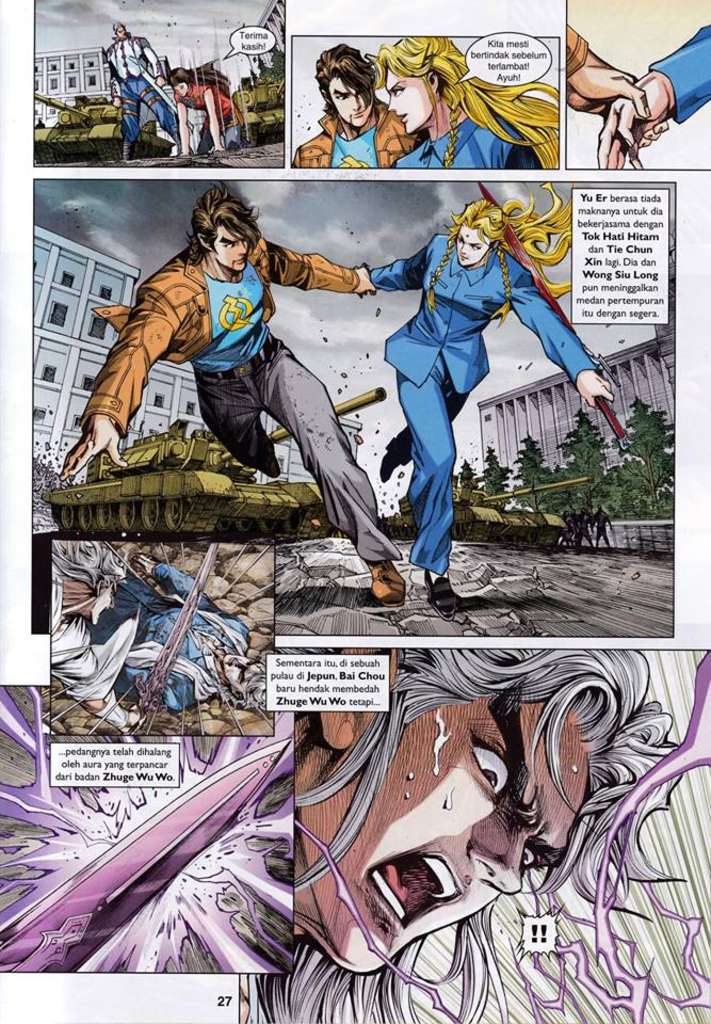 Terima
kasih!
Kita mesti
bertindak sebelum
terlambat!
Ayuh!
Yu Er berasa tiada
maknanya untuk dia
bekerjasama dengan
Tok Hati Hitam
dan Tie Chun
Xin lagi. Dia dan
Wong Siu Long
pun meninggalkan
medan pertempuran
itu dengan segera.
Sementara itu, di sebuah
pulau di Jepun, Bai Chou
baru hendak membedah
Zhuge Wu Wo tetapi...
...pedangnya telah dihalang
oleh aura yang terpancar
dari badan Zhuge Wu Wo.
!!
27